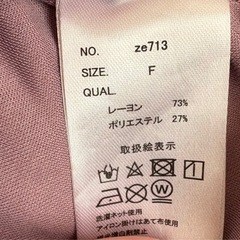 NO. ze713
SIZE. F
QUAL.
レーヨン 73%
ポリエステル 27%
取扱絵表示
洗濯ネット使用
アイロン掛けはあて布使用